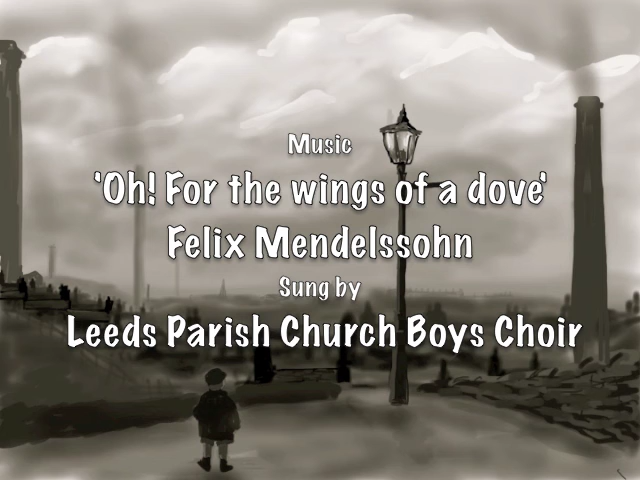 Music
'Oh! For the wings of a dove'
Felix Mendelssohn
Sung by
Leeds Parish Church Boys Choir